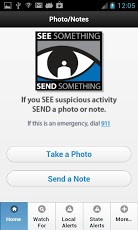 12:05
Photo/Notes
SEE SOMETHING
SEND SOMETHING
If you SEE suspicious activity
SEND a photo or note.
If this is an emergency, dial 911
Take a Photo
Send a Note
Home
Watch For
Local Alerts
State Alerts
More...